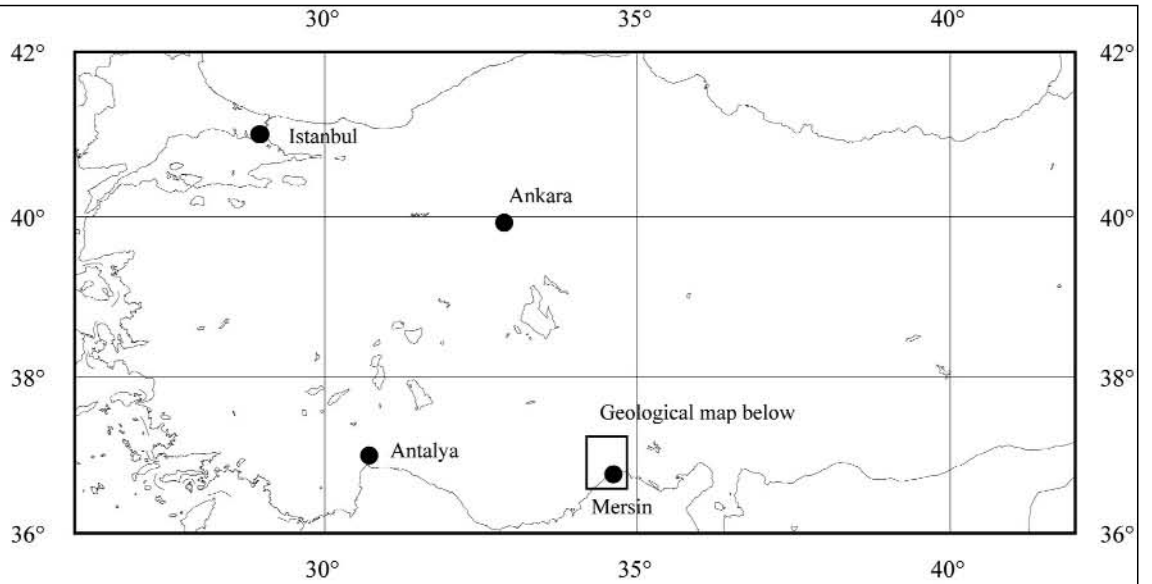 30° 35° 40°
42° 42°
Istanbul
Ankara
40° 40°
38° 38°
Geological map below
Antalya
Mersin
36° 36°
30° 35° 40°